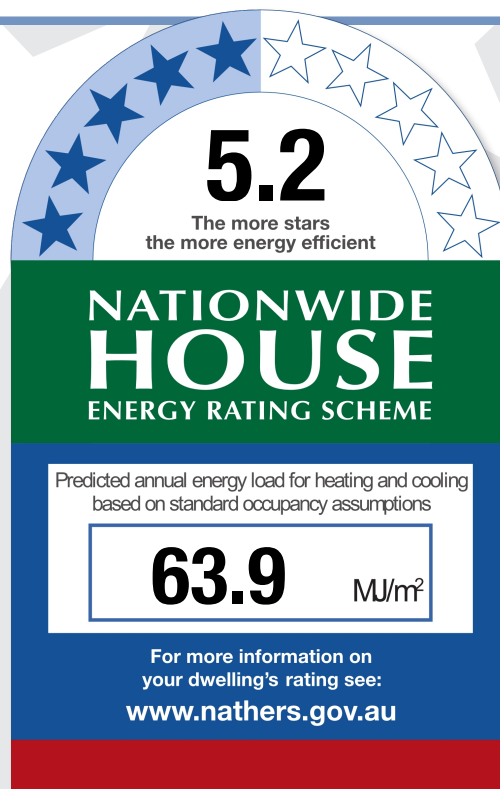 5.2
The more stars
the more energy efficient
NATIONWIDE
HOUSE
ENERGY RATING SCHEME
Predicted annual energy load for heating and cooling
based on standard occupancy assumptions
63.9 MJ/m²
For more information on
your dwelling's rating see:
www.nathers.gov.au